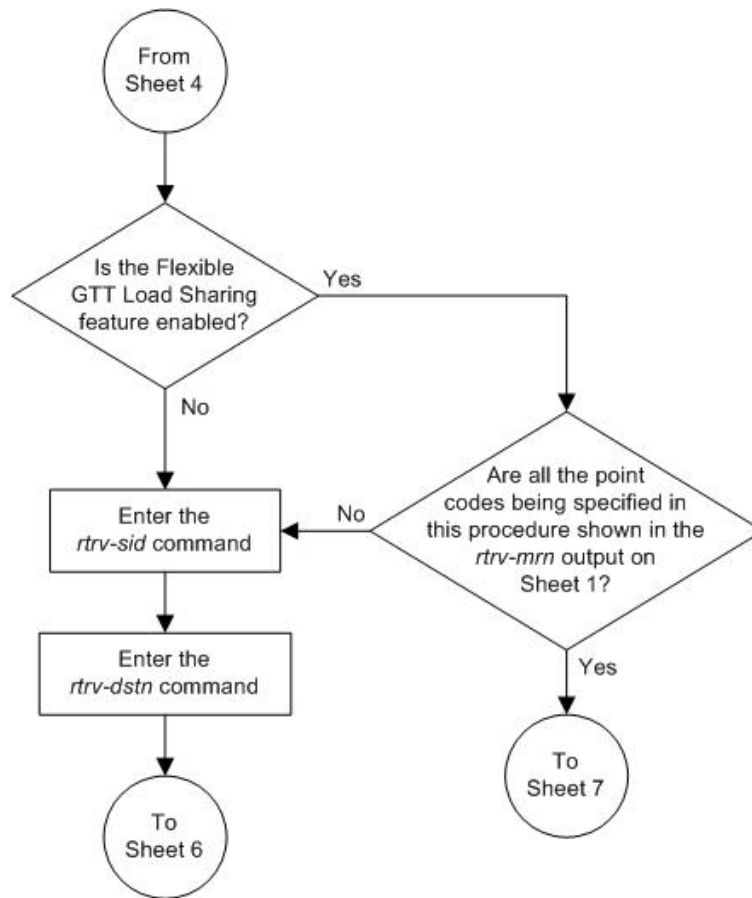 From
Sheet 4
Is the Flexible
GTT Load Sharing
feature enabled?
Yes
No
Are all the point
codes being specified in
this procedure shown in the
rtrv-mrn output on
Sheet 1?
No
Yes
Enter the
rtrv-sid command
Enter the
rtrv-dstn command
To
Sheet 7
To
Sheet 6